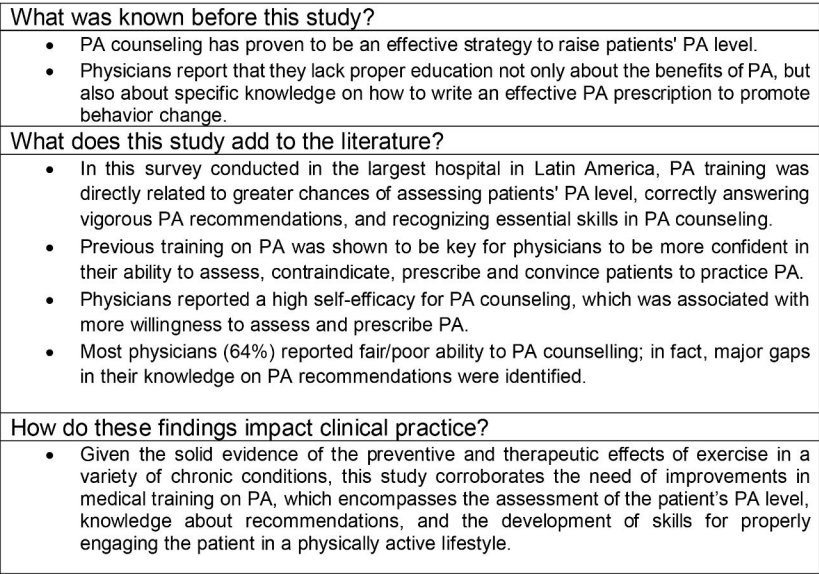 What was known before this study?
• PA counseling has proven to be an effective strategy to raise patients' PA level.
• Physicians report that they lack proper education not only about the benefits of PA, but
also about specific knowledge on how to write an effective PA prescription to promote
behavior change.
What does this study add to the literature?
• In this survey conducted in the largest hospital in Latin America, PA training was
directly related to greater chances of assessing patients' PA level, correctly answering
vigorous PA recommendations, and recognizing essential skills in PA counseling.
• Previous training on PA was shown to be key for physicians to be more confident in
their ability to assess, contraindicate, prescribe and convince patients to practice PA.
• Physicians reported a high self-efficacy for PA counseling, which was associated with
more willingness to assess and prescribe PA.
• Most physicians (64%) reported fair/poor ability to PA counselling; in fact, major gaps
in their knowledge on PA recommendations were identified.
How do these findings impact clinical practice?
• Given the solid evidence of the preventive and therapeutic effects of exercise in a
variety of chronic conditions, this study corroborates the need of improvements in
medical training on PA, which encompasses the assessment of the patient's PA level,
knowledge about recommendations, and the development of skills for properly
engaging the patient in a physically active lifestyle.